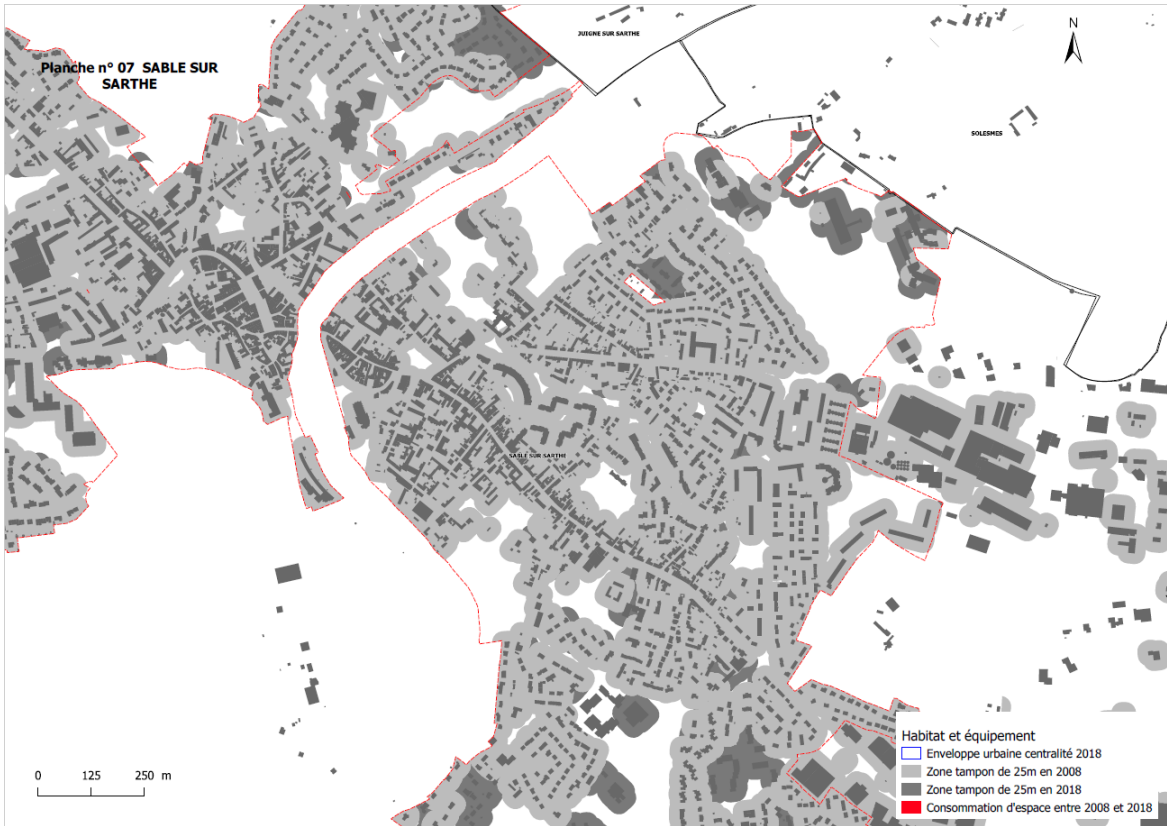 JUIGNE SUR SARTHE
N
Planche n° 07 SABLE SUR
SARTHE
SOLESMES
SABLE SUR SARTHE
Habitat et équipement
Enveloppe urbaine centralité 2018
Zone tampon de 25m en 2008
Zone tampon de 25m en 2018
Consommation d'espace entre 2008 et 2018
0 125 250 m